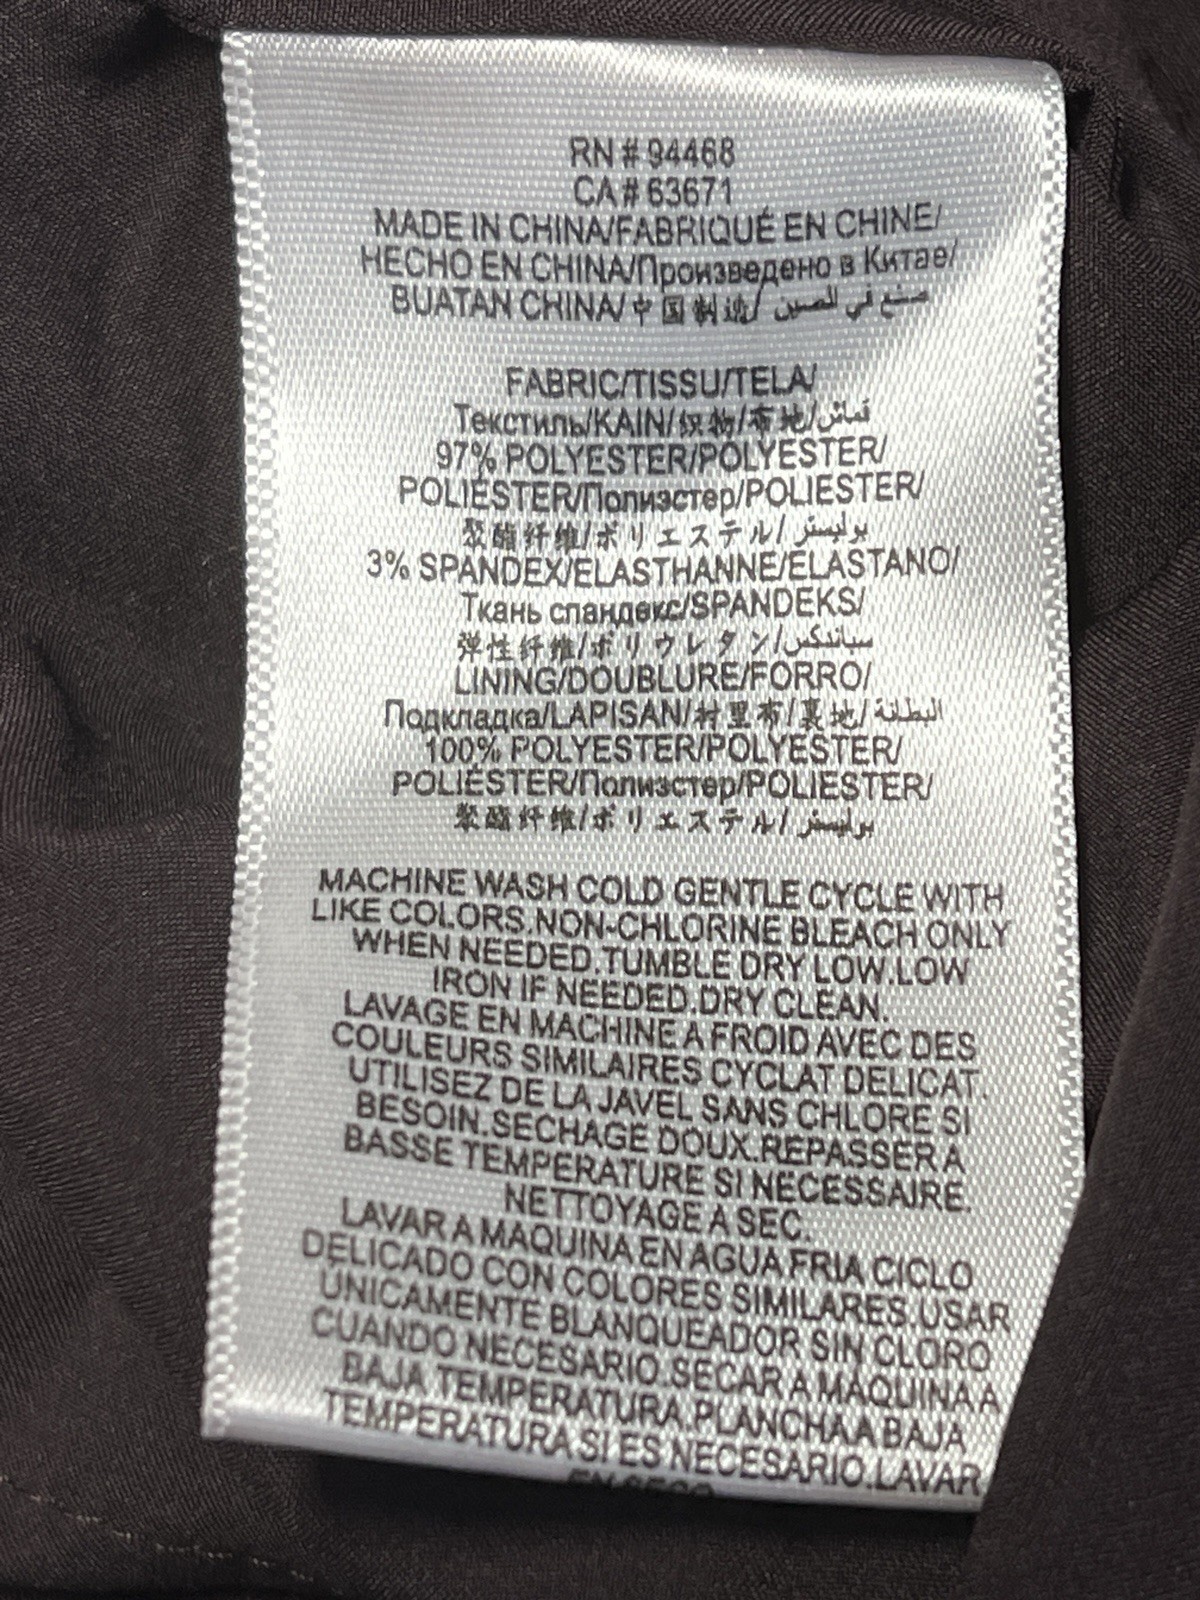 RN # 94468
CA # 63671
MADE IN CHINA/FABRIQUÉ EN CHINE/
HECHO EN CHINA/Произведено в Китае/
BUATAN CHINA/中国制造/ صنع في الصين
FABRIC/TISSU/TELA/
Текстиль/KAIN/织物/布地/قماش
97% POLYESTER/POLYESTER/
POLIÉSTER/Полиэстер/POLIESTER/
聚酯纤维/ポリエステル/ بوليستر
3% SPANDEX/ELASTHANNE/ELASTANO/
Ткань спандекс/SPANDEKS/
弹性纤维/ポリウレタン/سباندكس
LINING/DOUBLURE/FORRO/
Подкладка/LAPISAN/衬里布/裏地/البطانة
100% POLYESTER/POLYESTER/
POLIÉSTER/Полиэстер/POLIESTER/
聚酯纤维/ポリエステル/ بوليستر
MACHINE WASH COLD GENTLE CYCLE WITH
LIKE COLORS.NON-CHLORINE BLEACH ONLY
WHEN NEEDED.TUMBLE DRY LOW.LOW
IRON IF NEEDED.DRY CLEAN.
LAVAGE EN MACHINE A FROID AVEC DES
COULEURS SIMILAIRES CYCLAT DELICAT.
UTILISEZ DE LA JAVEL SANS CHLORE SI
BESOIN.SECHAGE DOUX.REPASSER A
BASSE TEMPERATURE SI NECESSAIRE.
NETTOYAGE A SEC.
LAVAR A MAQUINA EN AGUA FRIA CICLO
DELICADO CON COLORES SIMILARES.USAR
UNICAMENTE BLANQUEADOR SIN CLORO
CUANDO NECESARIO.SECAR A MAQUINA A
BAJA TEMPERATURA.PLANCHA A BAJA
TEMPERATURA SI ES NECESARIO.LAVAR